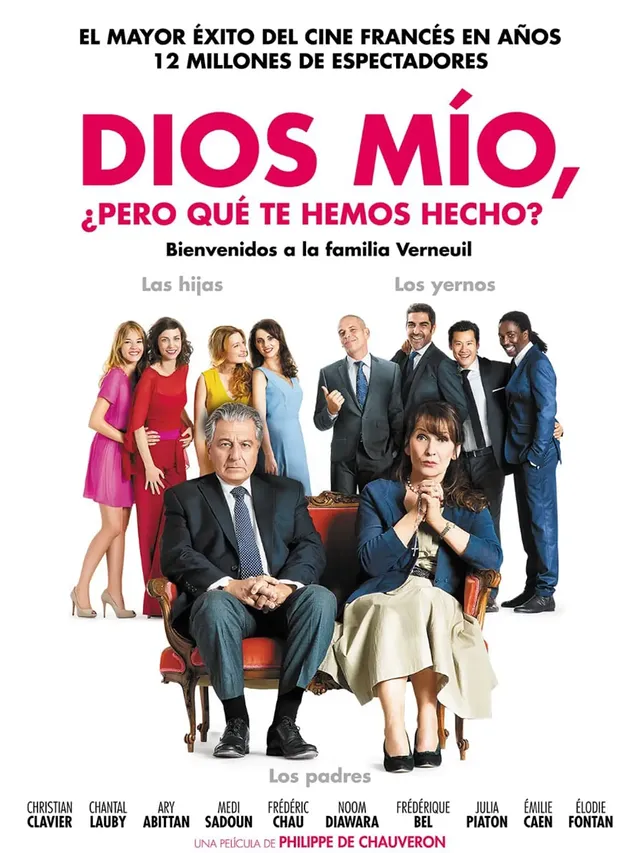 EL MAYOR ÉXITO DEL CINE FRANCÉS EN AÑOS
12 MILLONES DE ESPECTADORES
DIOS MÍO,
¿PERO QUÉ TE HEMOS HECHO?
Bienvenidos a la familia Verneuil
Las hijas
Los yernos
Los padres
CHRISTIAN CLAVIER
CHANTAL LAUBY
ARY ABITTAN
MEDI SADOUN
FRÉDÉRIC CHAU
NOOM DIAWARA
FRÉDÉRIQUE BEL
JULIA PIATON
ÉMILIE CAEN
ÉLODIE FONTAN
UNA PELÍCULA DE PHILIPPE DE CHAUVERON